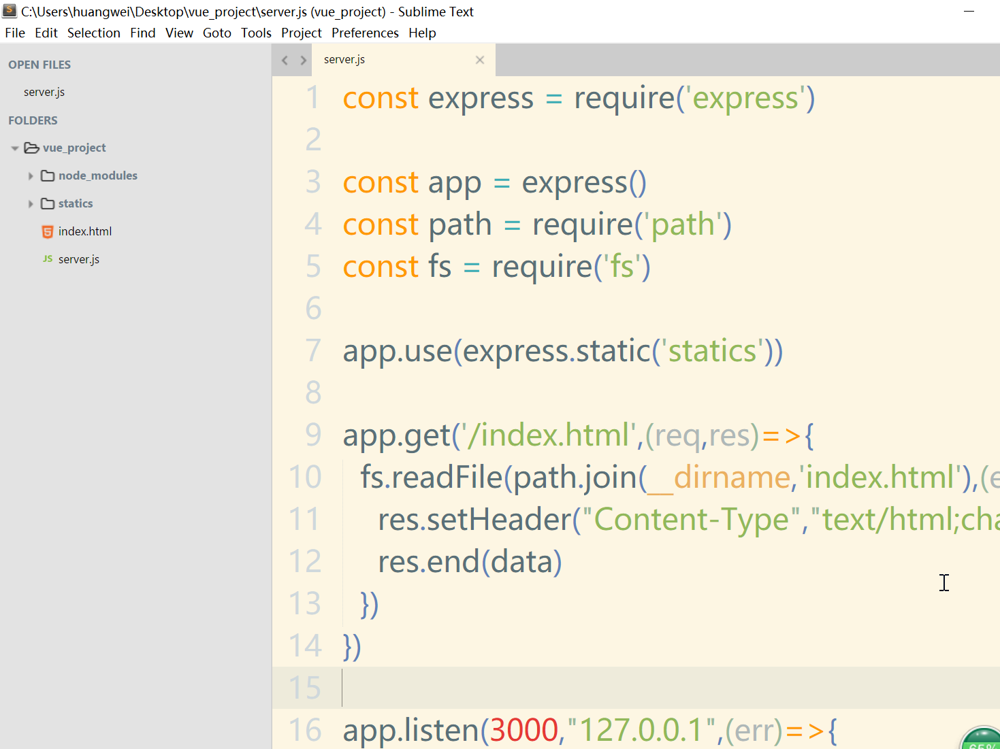 C:\Users\huangwei\Desktop\vue_project\server.js (vue_project) - Sublime Text
File Edit Selection Find View Goto Tools Project Preferences Help
OPEN FILES
server.js
FOLDERS
vue_project
node_modules
statics
index.html
JS server.js
server.js
1 const express = require('express')
2
3 const app = express()
4 const path = require('path')
5 const fs = require('fs')
6
7 app.use(express.static('statics'))
8
9 app.get('/index.html',(req,res)=>{
10 fs.readFile(path.join(__dirname,'index.html'),(e
11 res.setHeader("Content-Type","text/html;cha
12 res.end(data)
13 })
14 })
15
16 app.listen(3000,"127.0.0.1",(err)=>{
65%